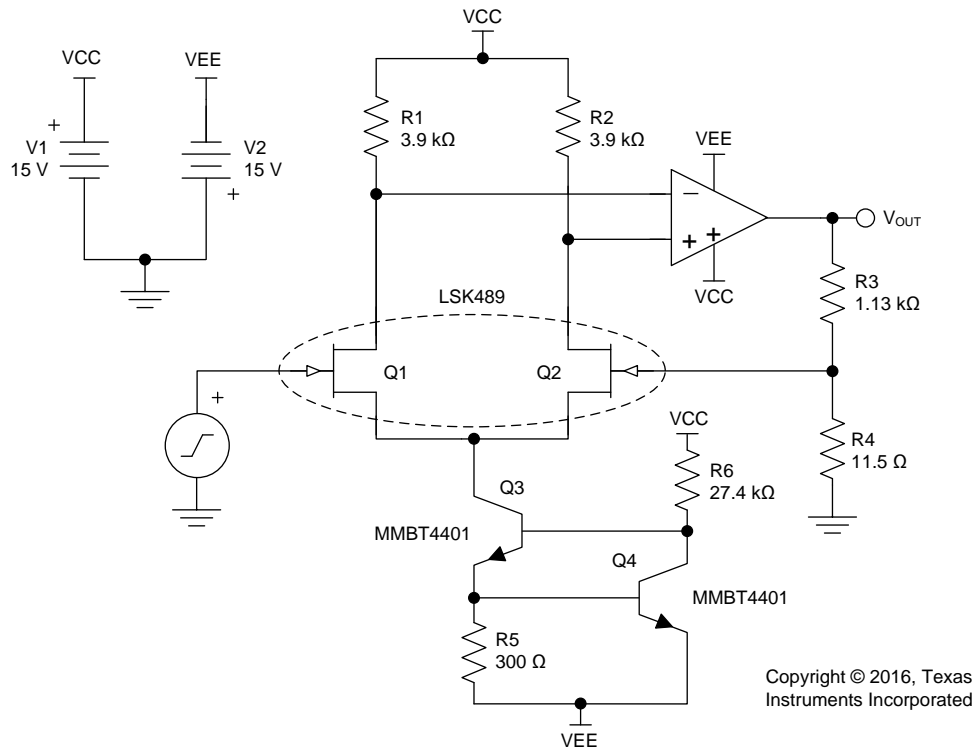 VCC
VCC
VEE
+
V1
15 V
V2
15 V
+
R1
3.9 kΩ
R2
3.9 kΩ
VEE
−
+
+
VCC
VOUT
R3
1.13 kΩ
LSK489
Q1
Q2
+
VCC
R4
11.5 Ω
R6
27.4 kΩ
Q3
MMBT4401
Q4
MMBT4401
R5
300 Ω
VEE
Copyright © 2016, Texas
Instruments Incorporated